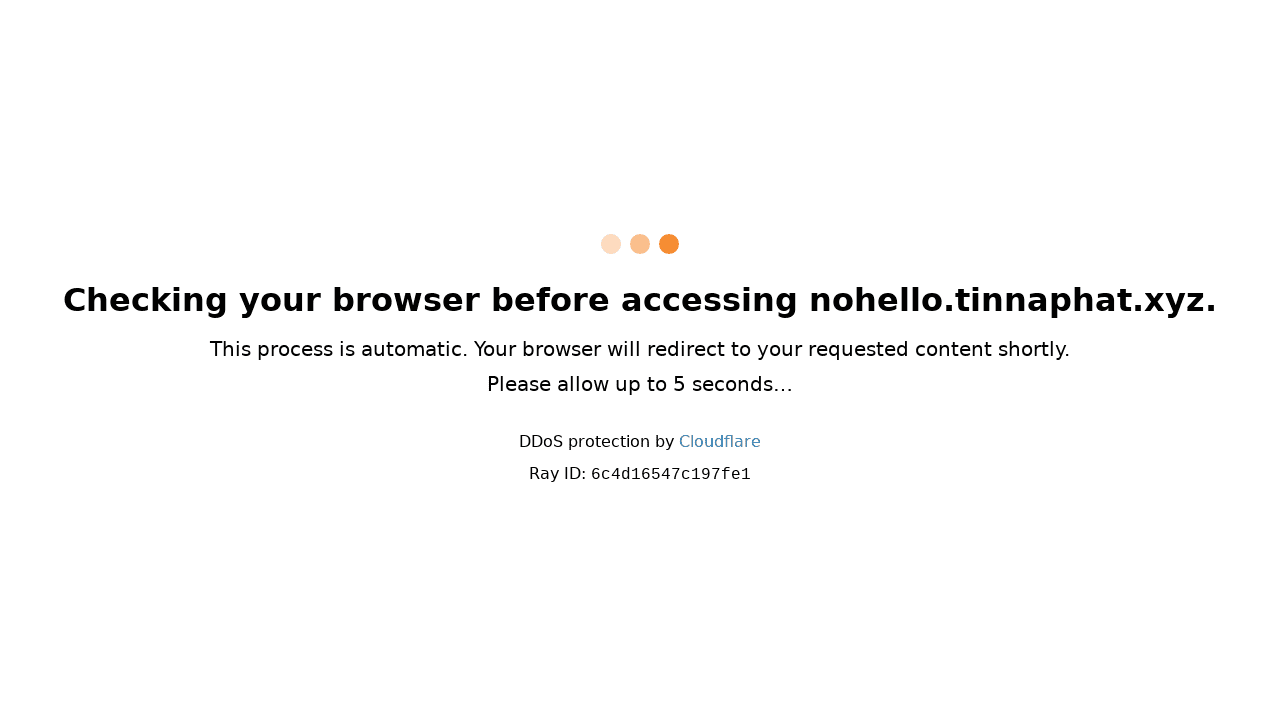 Checking your browser before accessing nohello.tinnaphat.xyz.
This process is automatic. Your browser will redirect to your requested content shortly.
Please allow up to 5 seconds…
DDoS protection by Cloudflare
Ray ID: 6c4d16547c197fe1